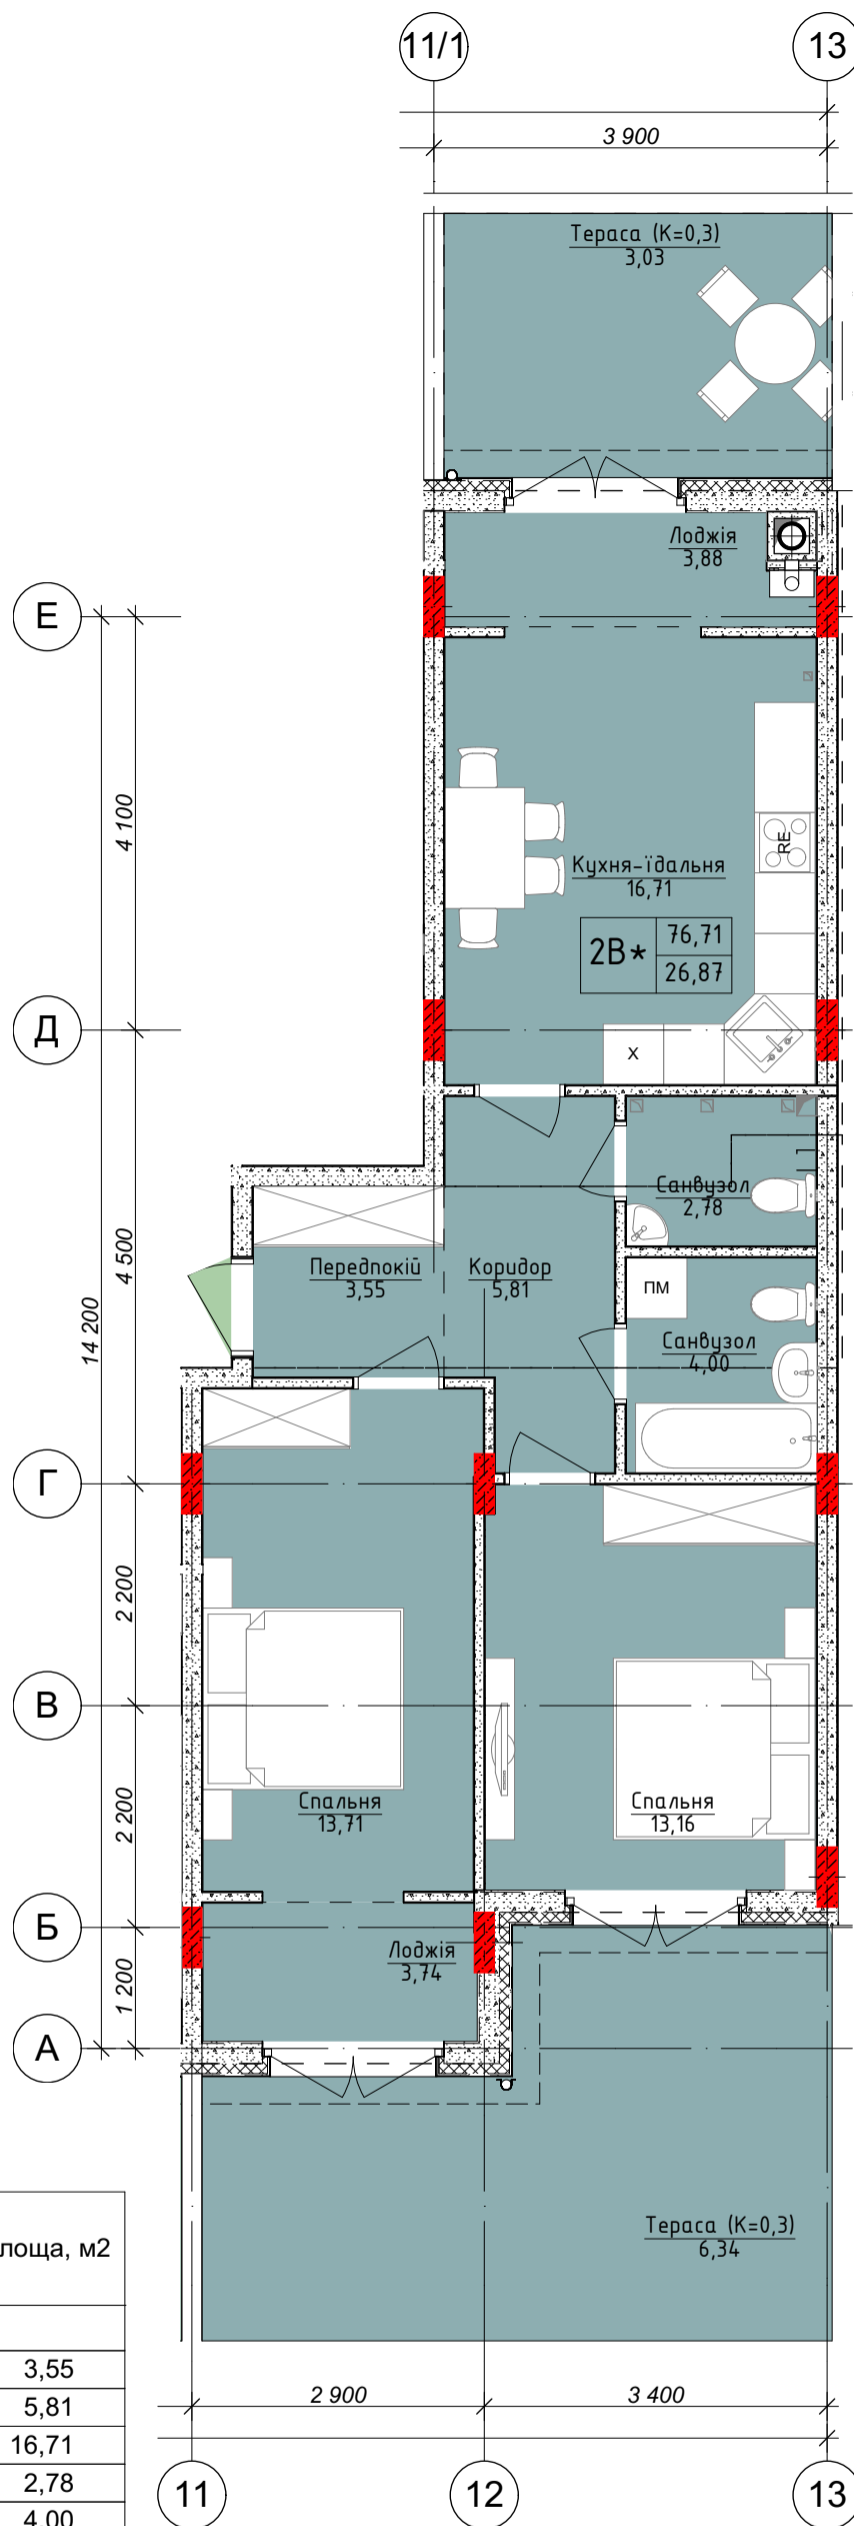 11/1
13
3 900
Тераса (К=0,3)
3,03
Лоджія
3,88
Е
4 100
Кухня-їдальня
16,71
RE
2В*
76,71
26,87
Д
X
Санвузол
2,78
4 500
14 200
Передпокій
3,55
Коридор
5,81
ПМ
Санвузол
4,00
Г
2 200
В
2 200
Спальня
13,71
Спальня
13,16
Б
Лоджія
3,74
1 200
А
Тераса (К=0,3)
6,34
лоща, м2
3,55
5,81
16,71
2,78
4,00
2 900
3 400
11
12
13